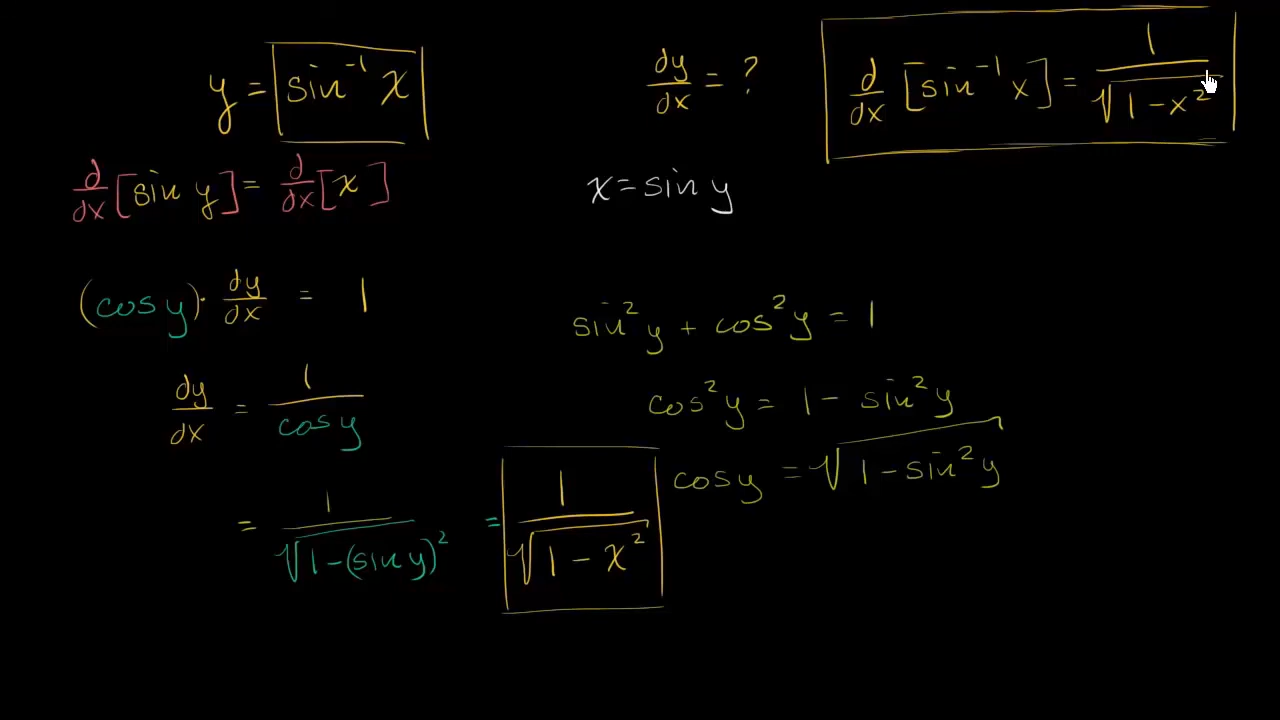 y = sin⁻¹ x
dy/dx = ?
d/dx [sin⁻¹ x] = 1/√(1-x²)
d/dx [sin y] = d/dx [x]
x = sin y
(cos y) · dy/dx = 1
sin²y + cos²y = 1
dy/dx = 1/cos y
cos²y = 1 - sin²y
cos y = √(1 - sin²y)
= 1/√(1-(sin y)²) = 1/√(1 - x²)